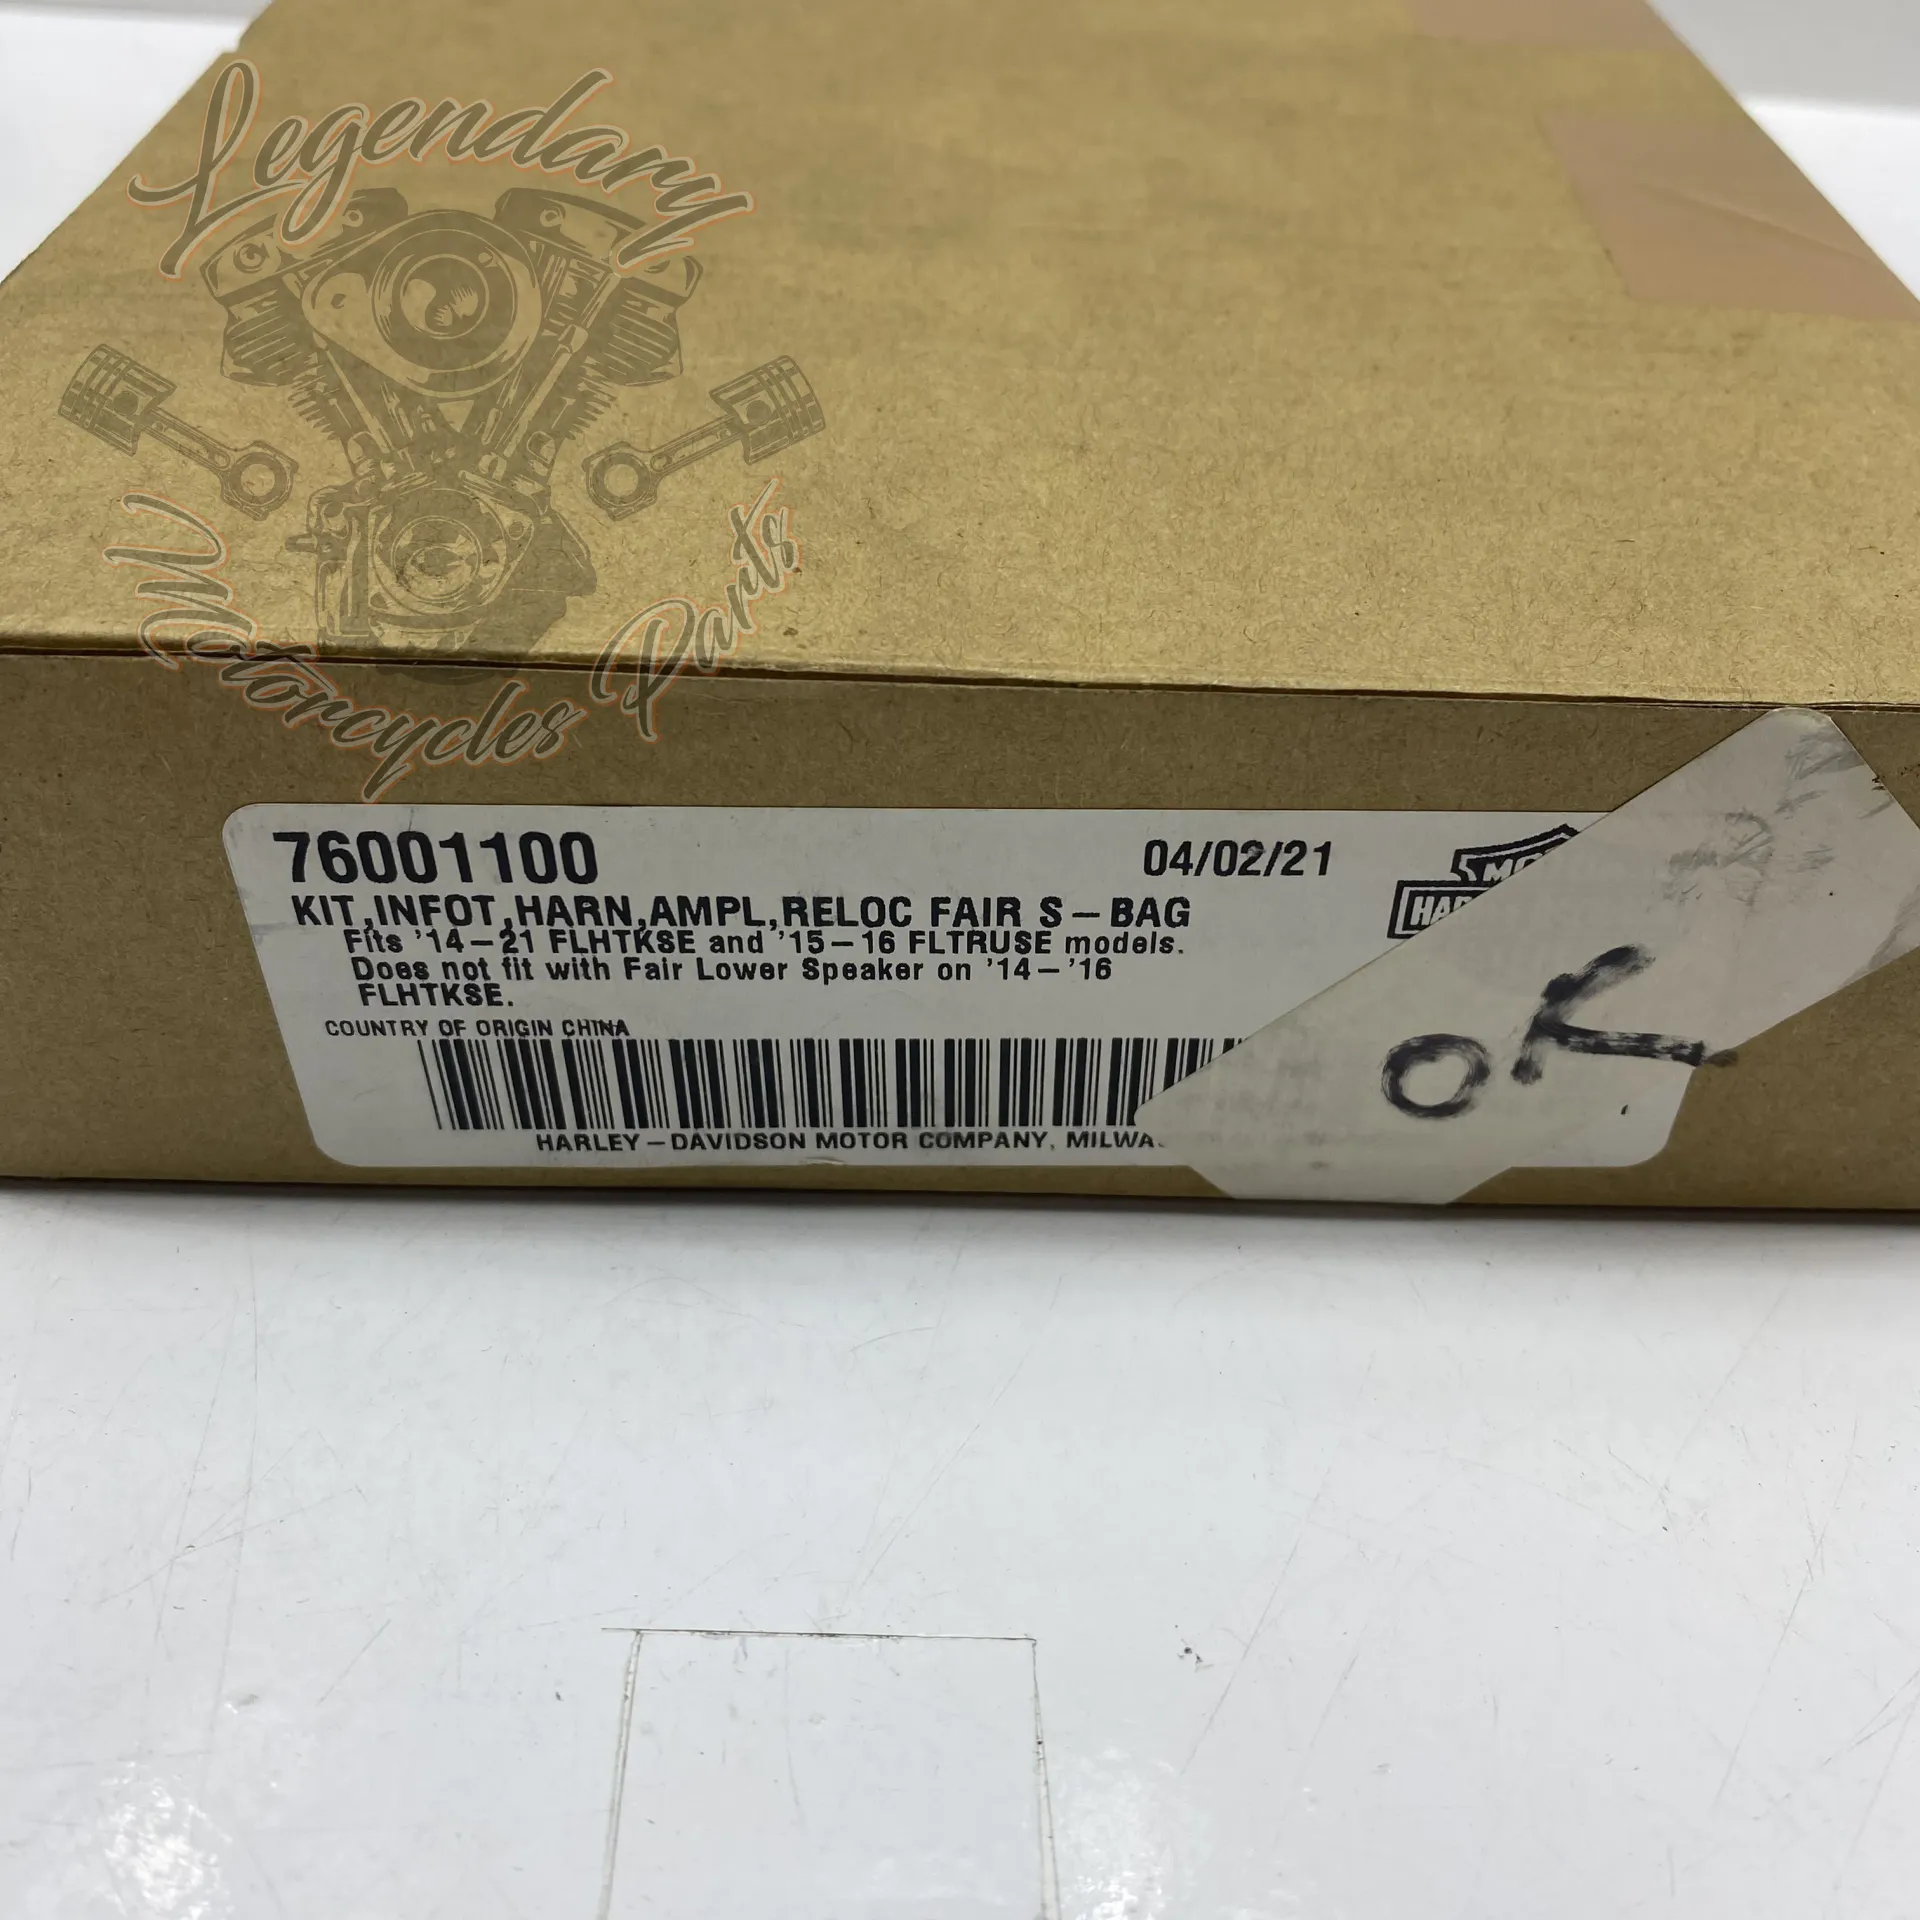 Legendary
Motorcycles Parts
76001100 04/02/21
KIT,INFOT,HARN,AMPL,RELOC FAIR S-BAG
Fits '14-21 FLHTKSE and '15-16 FLTRUSE models.
Does not fit with Fair Lower Speaker on '14-'16
FLHTKSE.
COUNTRY OF ORIGIN CHINA
HARLEY-DAVIDSON MOTOR COMPANY,
OK